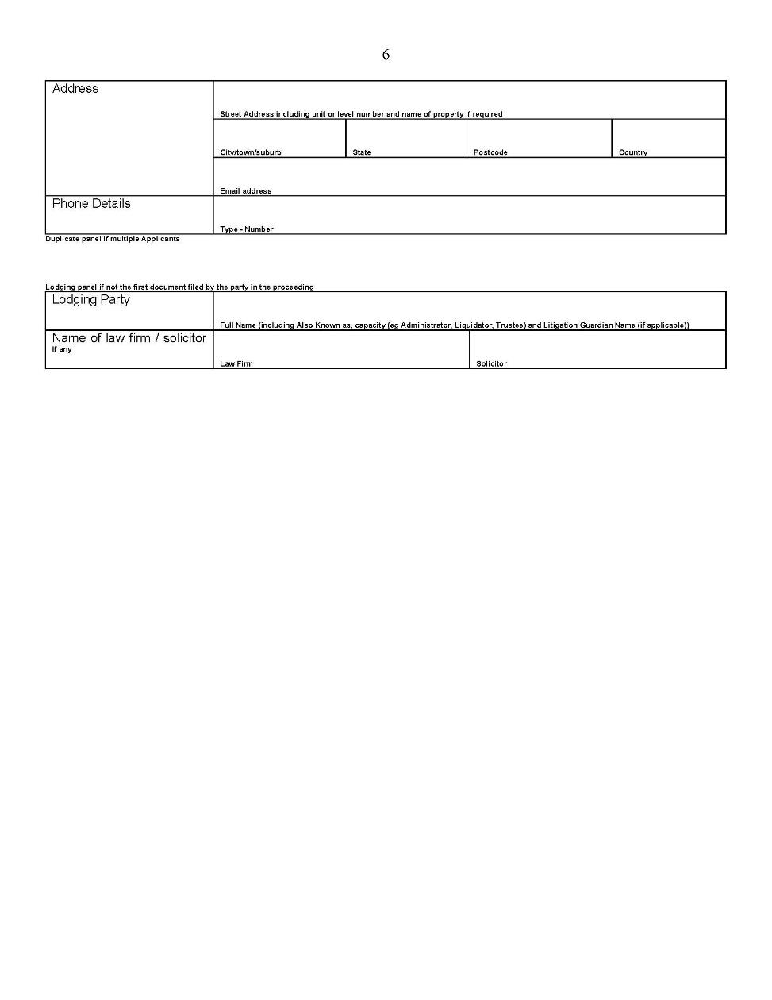 6
Address
Street Address including unit or level number and name of property if required
City/town/suburb State Postcode Country
Email address
Phone Details
Type - Number
Duplicate panel if multiple Applicants
Lodging panel if not the first document filed by the party in the proceeding
Lodging Party
Full Name (including Also Known as, capacity (eg Administrator, Liquidator, Trustee) and Litigation Guardian Name (if applicable))
Name of law firm / solicitor
If any
Law Firm Solicitor